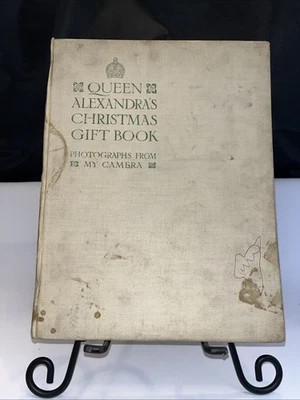 QUEEN
ALEXANDRA'S
CHRISTMAS
GIFT BOOK
PHOTOGRAPHS FROM
MY CAMERA